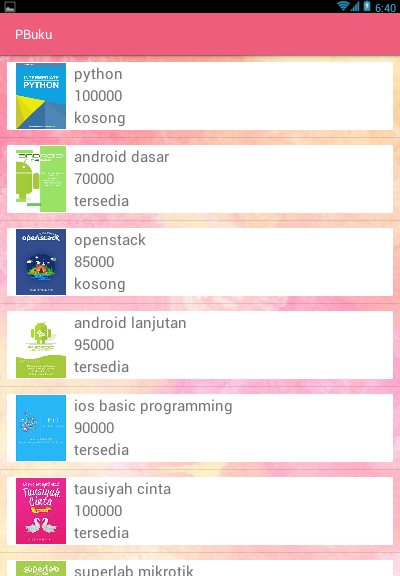 6:40
PBuku
INTERMEDIATE
PYTHON
python
100000
kosong
android dasar
70000
tersedia
openstack
openstack
85000
kosong
android lanjutan
95000
tersedia
ios basic programming
90000
tersedia
Tausiyah
Cinta
tausiyah cinta
100000
tersedia
superlab
superlab mikrotik